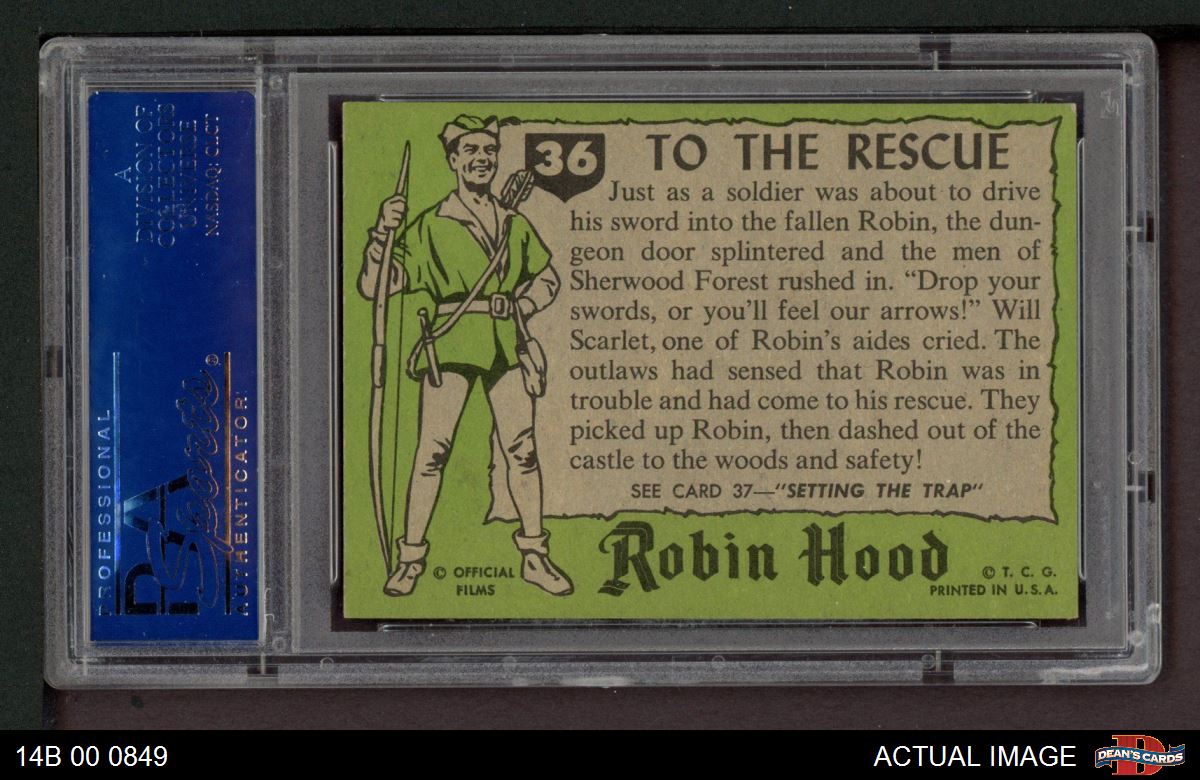 A
DIVISION OF
COLLECTORS
UNIVERSE
NASDAQ: CLCT
PROFESSIONAL
PSA
Sports®
AUTHENTICATOR
36
TO THE RESCUE
Just as a soldier was about to drive
his sword into the fallen Robin, the dun-
geon door splintered and the men of
Sherwood Forest rushed in. “Drop your
swords, or you’ll feel our arrows!” Will
Scarlet, one of Robin’s aides cried. The
outlaws had sensed that Robin was in
trouble and had come to his rescue. They
picked up Robin, then dashed out of the
castle to the woods and safety!
SEE CARD 37—"SETTING THE TRAP"
Robin Hood
© OFFICIAL
FILMS
© T. C. G.
PRINTED IN U.S.A.
14B 00 0849
ACTUAL IMAGE
D
DEAN'S CARDS